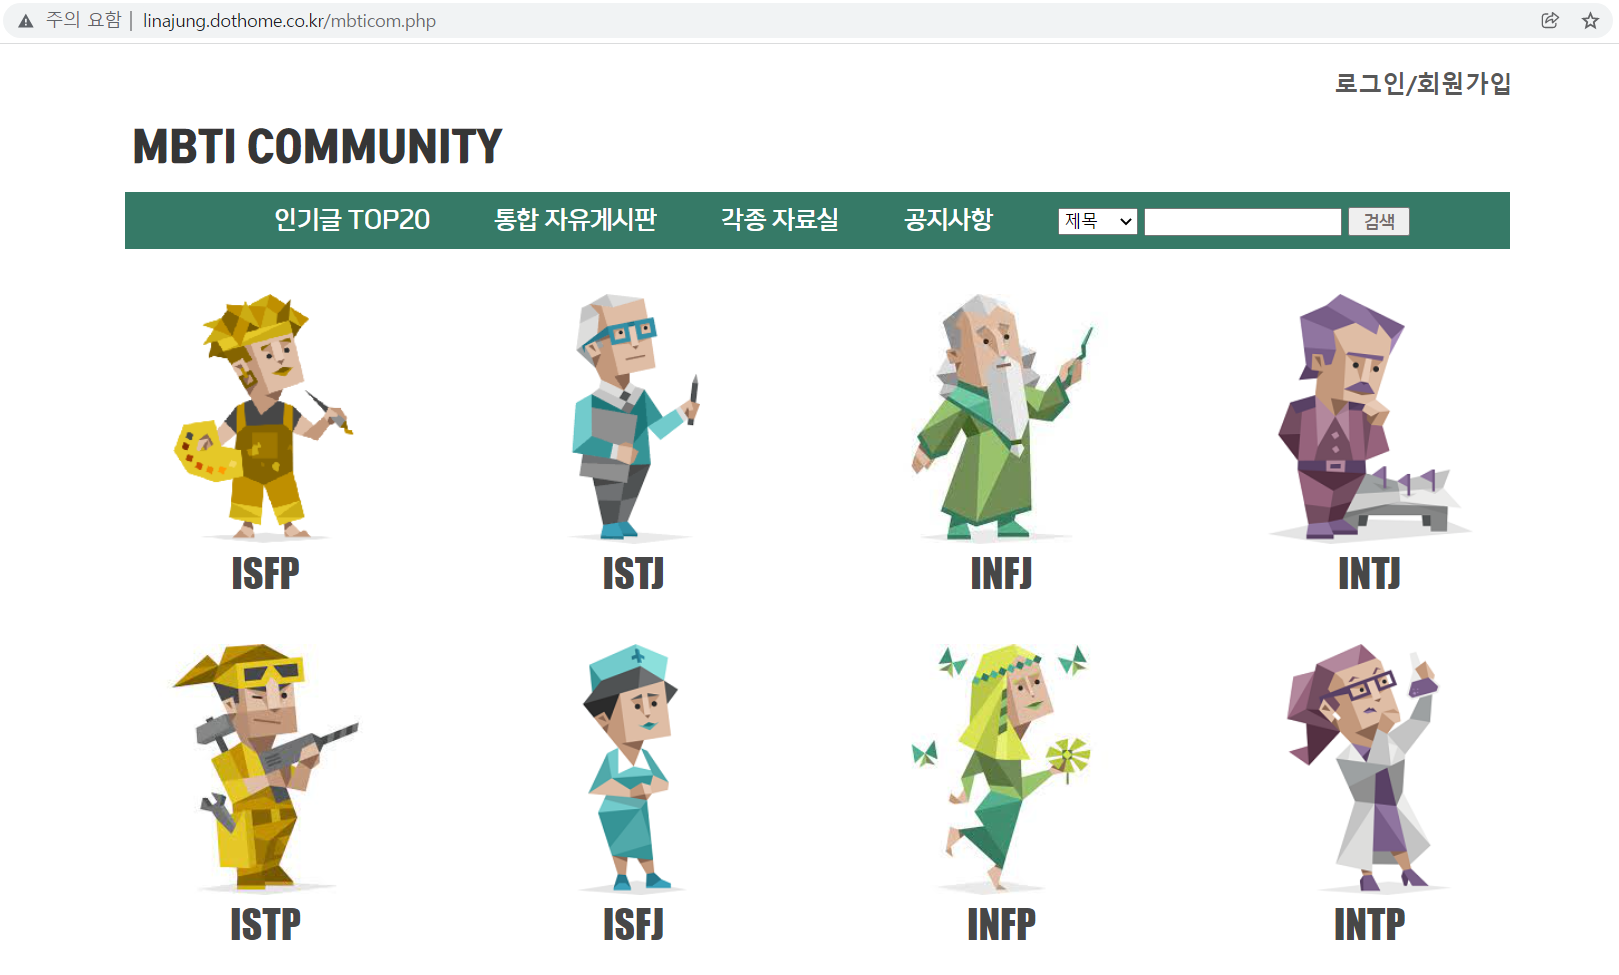 주의 요함 | linajung.dothome.co.kr/mbticom.php
로그인/회원가입
MBTI COMMUNITY
인기글 TOP20 통합 자유게시판 각종 자료실 공지사항 제목 검색
ISFP ISTJ INFJ INTJ
ISTP ISFJ INFP INTP